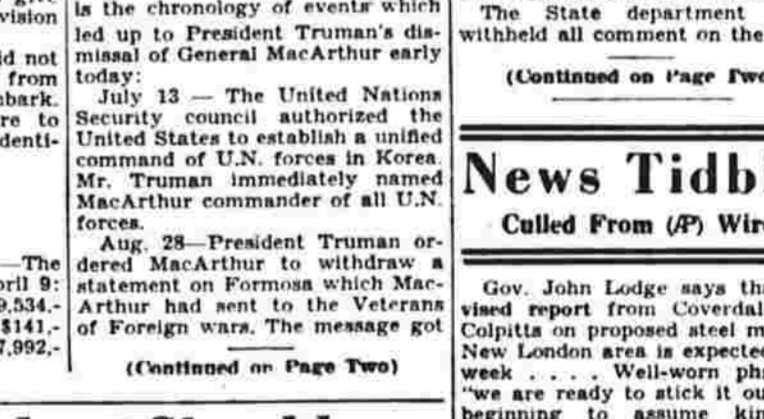 vision
ld not
from
bark.
re to
denti-
—The
pril 9:
9,534,-
$141,-
7,992,-
is the chronology of events which
led up to President Truman's dis-
missal of General MacArthur early
today:
July 13 — The United Nations
Security council authorized the
United States to establish a unified
command of U.N. forces in Korea.
Mr. Truman immediately named
MacArthur commander of all U.N.
forces.
Aug. 28—President Truman or-
dered MacArthur to withdraw a
statement on Formosa which Mac-
Arthur had sent to the Veterans
of Foreign wars. The message got
(Continued on Page Two)
The State department
withheld all comment on the
(Continued on Page Two
News Tidb
Culled From (AP) Wire
Gov. John Lodge says th
vised report from Coverdal
Colpitts on proposed steel m
New London area is expected
week . . . . Well-worn ph
"we are ready to stick it ou
beginning to assume kin